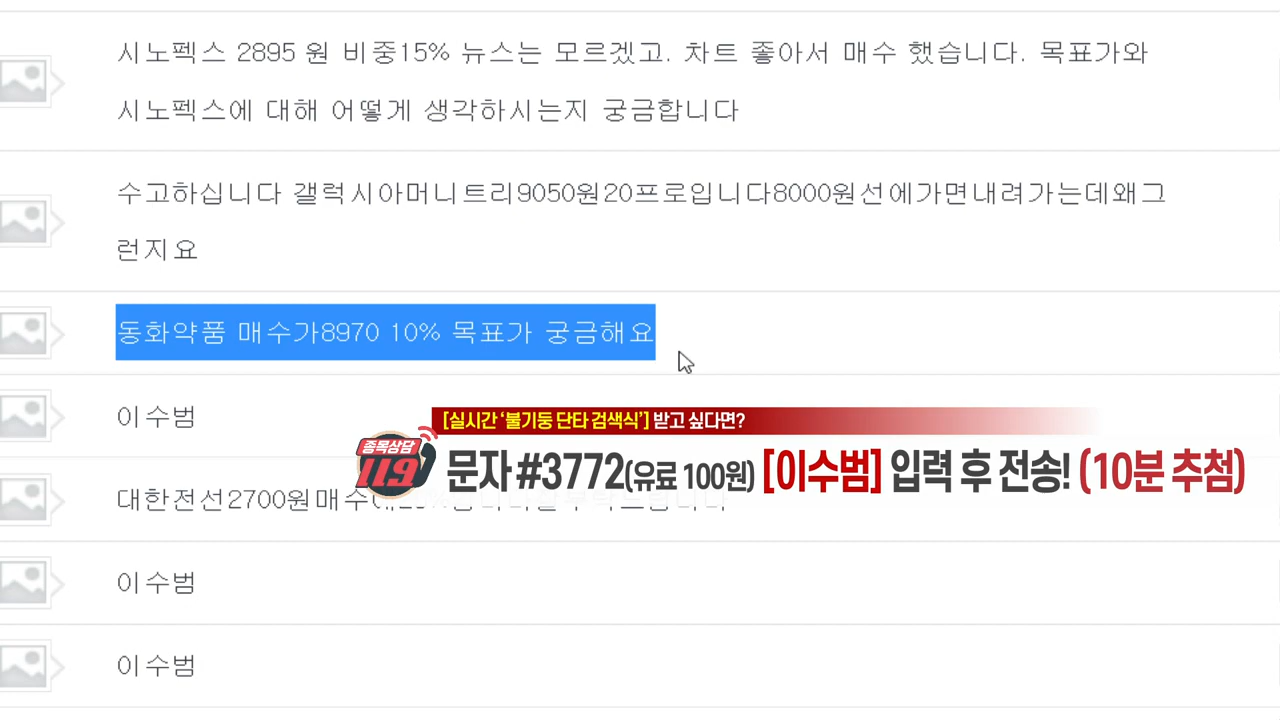 시노펙스 2895 원 비중15% 뉴스는 모르겠고. 차트 좋아서 매수 했습니다. 목표가와
시노펙스에 대해 어떻게 생각하시는지 궁금합니다
수고하십니다 갤럭시아머니트리9050원20프로입니다8000원선에가면내려가는데왜그
런지요
동화약품 매수가8970 10% 목표가 궁금해요
이수범
[실시간 '불기둥 단타 검색식'] 받고 싶다면?
종목상담
119
문자 #3772(유료 100원) [이수범] 입력 후 전송! (10분 추첨)
대한전선2700원매수
이수범
이수범